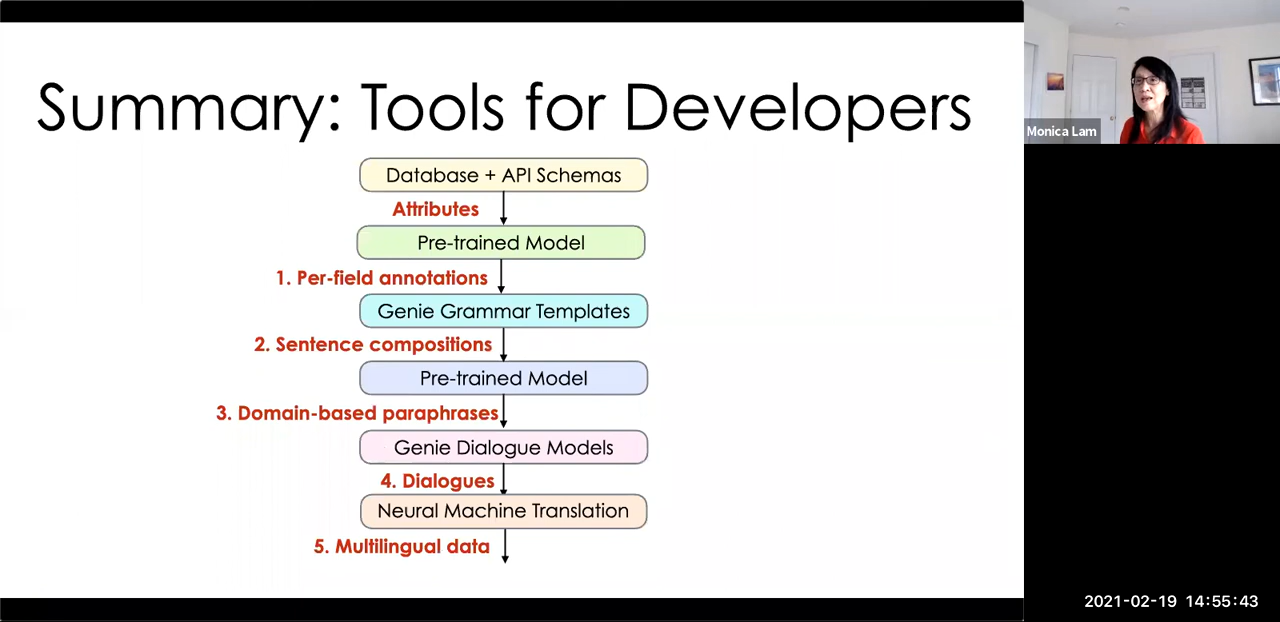 Summary: Tools for Developers
Database + API Schemas
Attributes
Pre-trained Model
1. Per-field annotations
Genie Grammar Templates
2. Sentence compositions
Pre-trained Model
3. Domain-based paraphrases
Genie Dialogue Models
4. Dialogues
Neural Machine Translation
5. Multilingual data
Monica Lam
2021-02-19 14:55:43